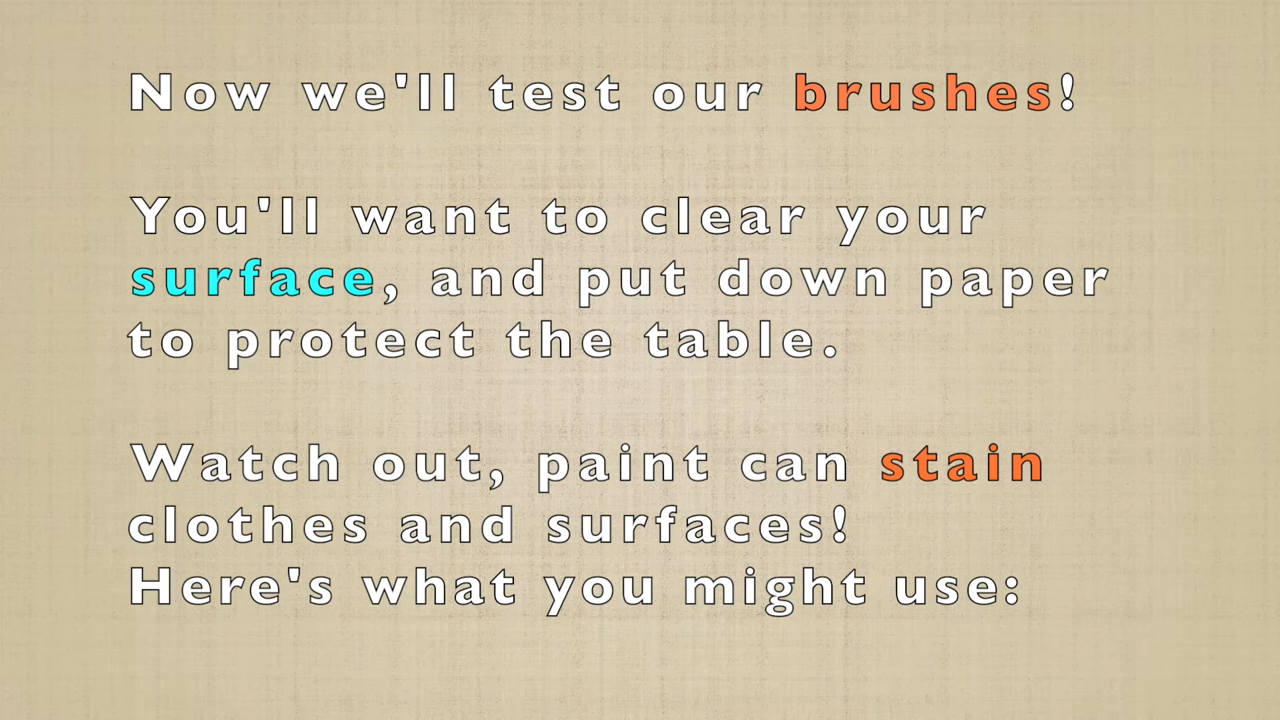 Now we'll test our brushes!
You'll want to clear your
surface, and put down paper
to protect the table.
Watch out, paint can stain
clothes and surfaces!
Here's what you might use: